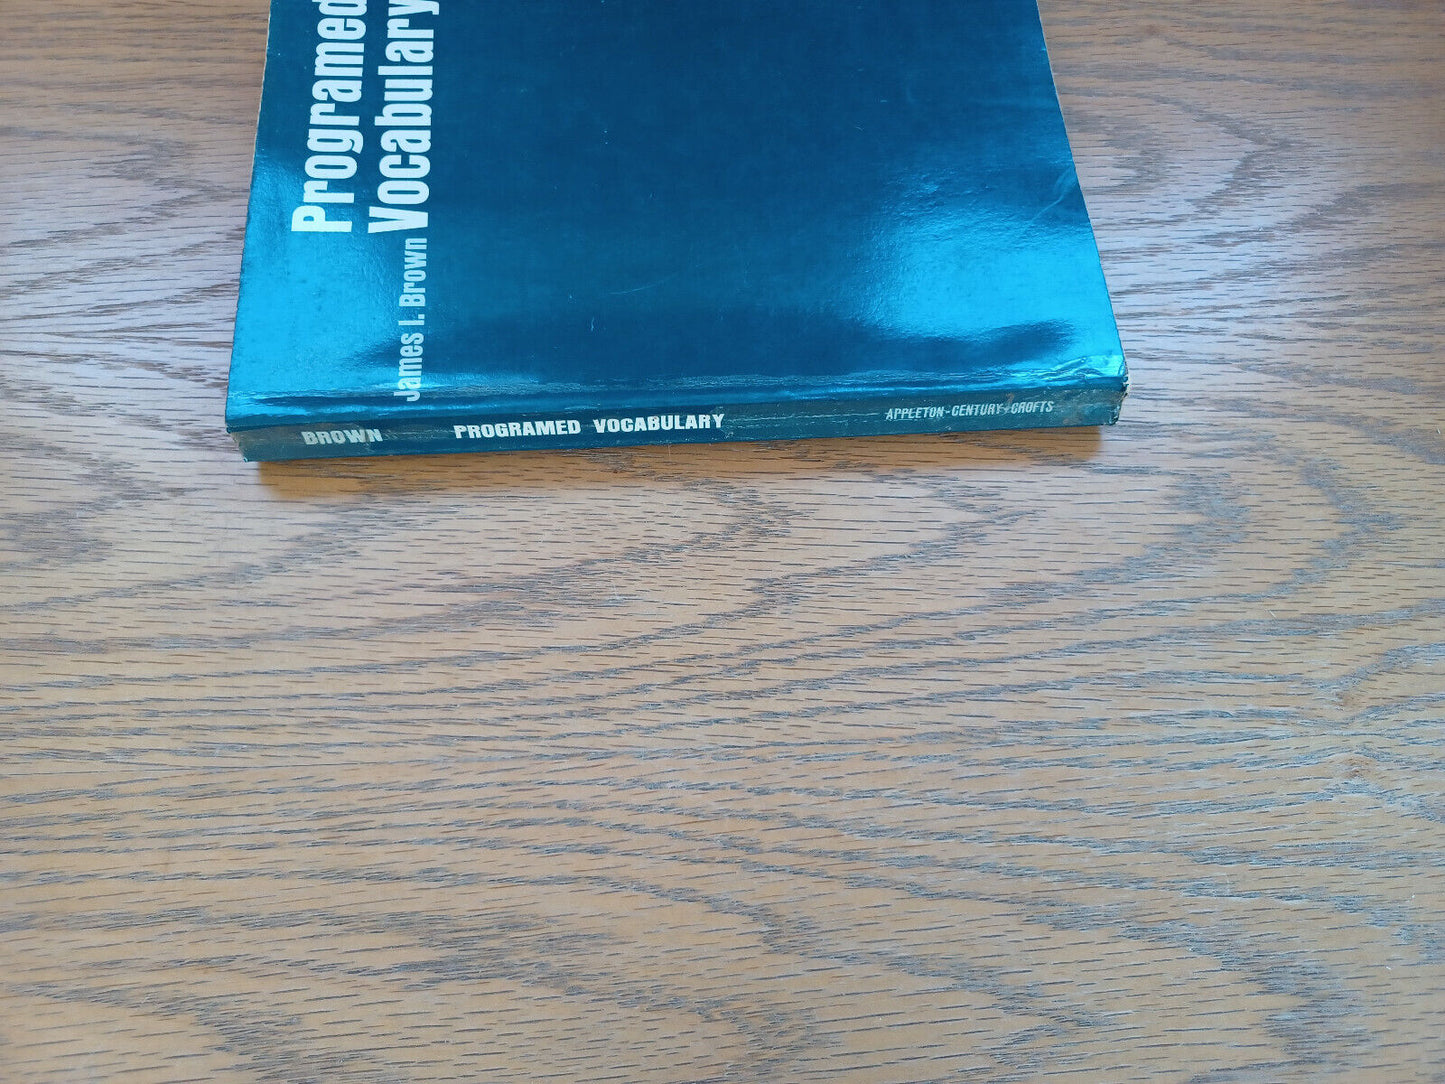 Programed
Vocabulary
James I. Brown
BROWN PROGRAMED VOCABULARY APPLETON-CENTURY-CROFTS